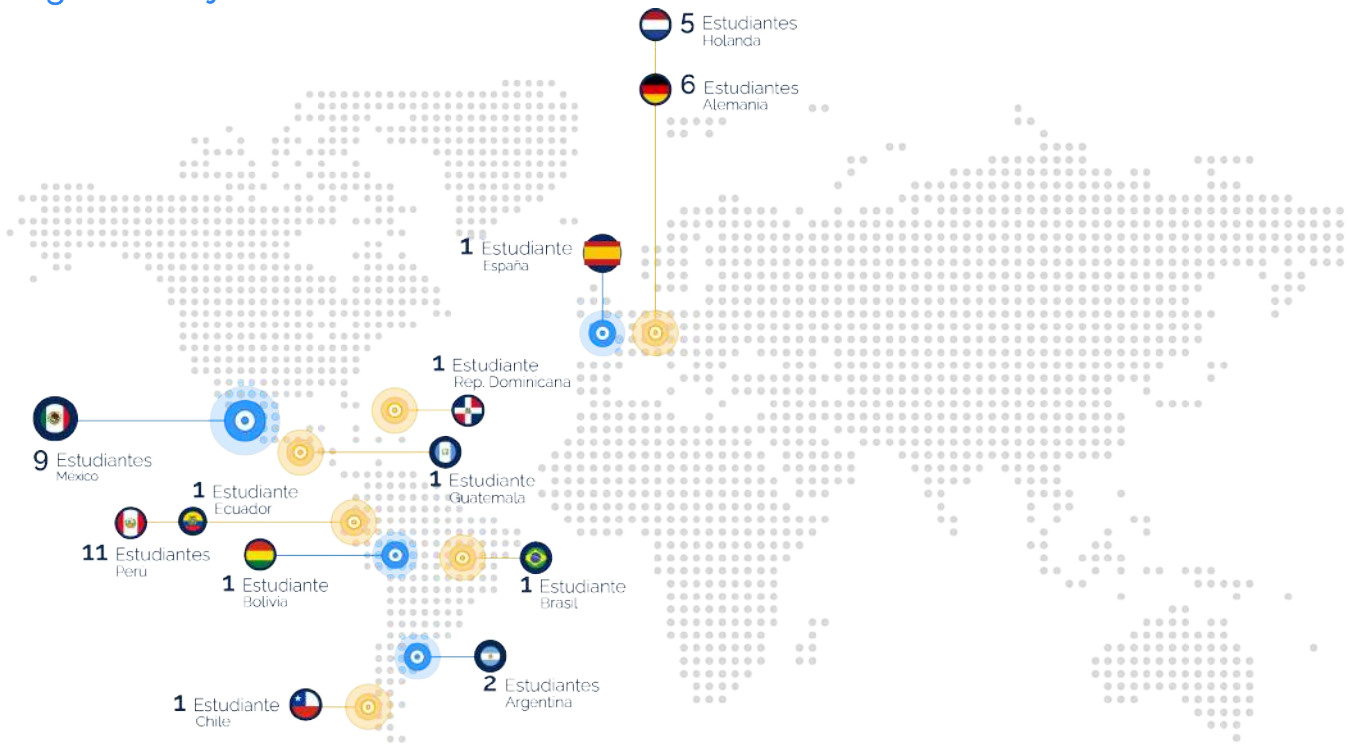 5 Estudiantes
Holanda
6 Estudiantes
Alemania
1 Estudiante
España
1 Estudiante
Rep. Dominicana
9 Estudiantes
Mexico
1 Estudiante
Guatemala
1 Estudiante
Ecuador
11 Estudiantes
Peru
1 Estudiante
Bolivia
1 Estudiante
Brasil
2 Estudiantes
Argentina
1 Estudiante
Chile